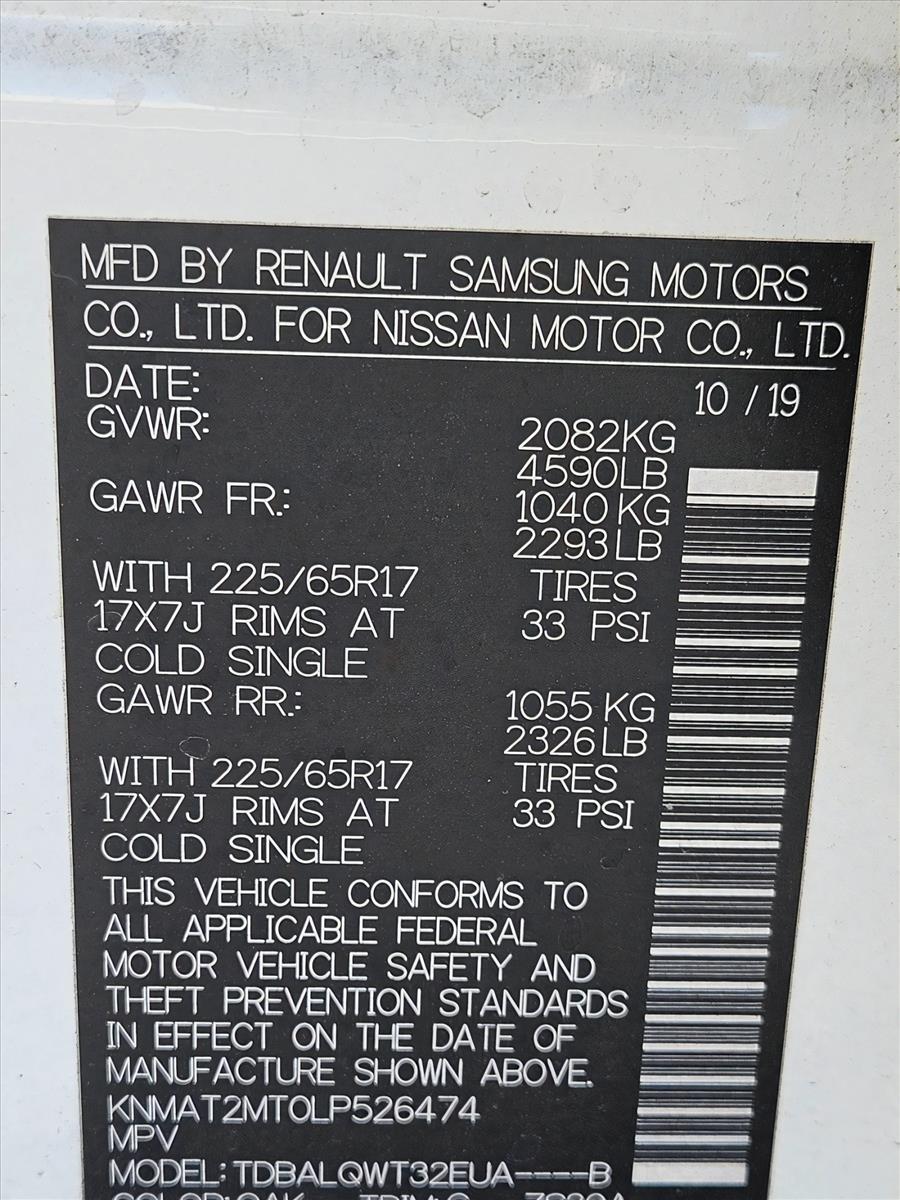 MFD BY RENAULT SAMSUNG MOTORS
CO., LTD. FOR NISSAN MOTOR CO., LTD.
DATE: 10 / 19
GVWR: 2082KG
4590LB
GAWR FR.: 1040 KG
2293 LB
WITH 225/65R17 TIRES
17X7J RIMS AT 33 PSI
COLD SINGLE
GAWR RR.: 1055 KG
2326 LB
WITH 225/65R17 TIRES
17X7J RIMS AT 33 PSI
COLD SINGLE
THIS VEHICLE CONFORMS TO
ALL APPLICABLE FEDERAL
MOTOR VEHICLE SAFETY AND
THEFT PREVENTION STANDARDS
IN EFFECT ON THE DATE OF
MANUFACTURE SHOWN ABOVE.
KNMAT2MT0LP526474
MPV
MODEL: TDBALQWT32EUA----B